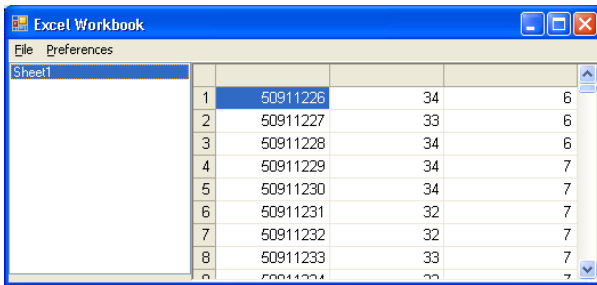 Excel Workbook
File Preferences
Sheet1
1 50911226 34 6
2 50911227 33 6
3 50911228 34 6
4 50911229 34 7
5 50911230 34 7
6 50911231 32 7
7 50911232 32 7
8 50911233 33 7